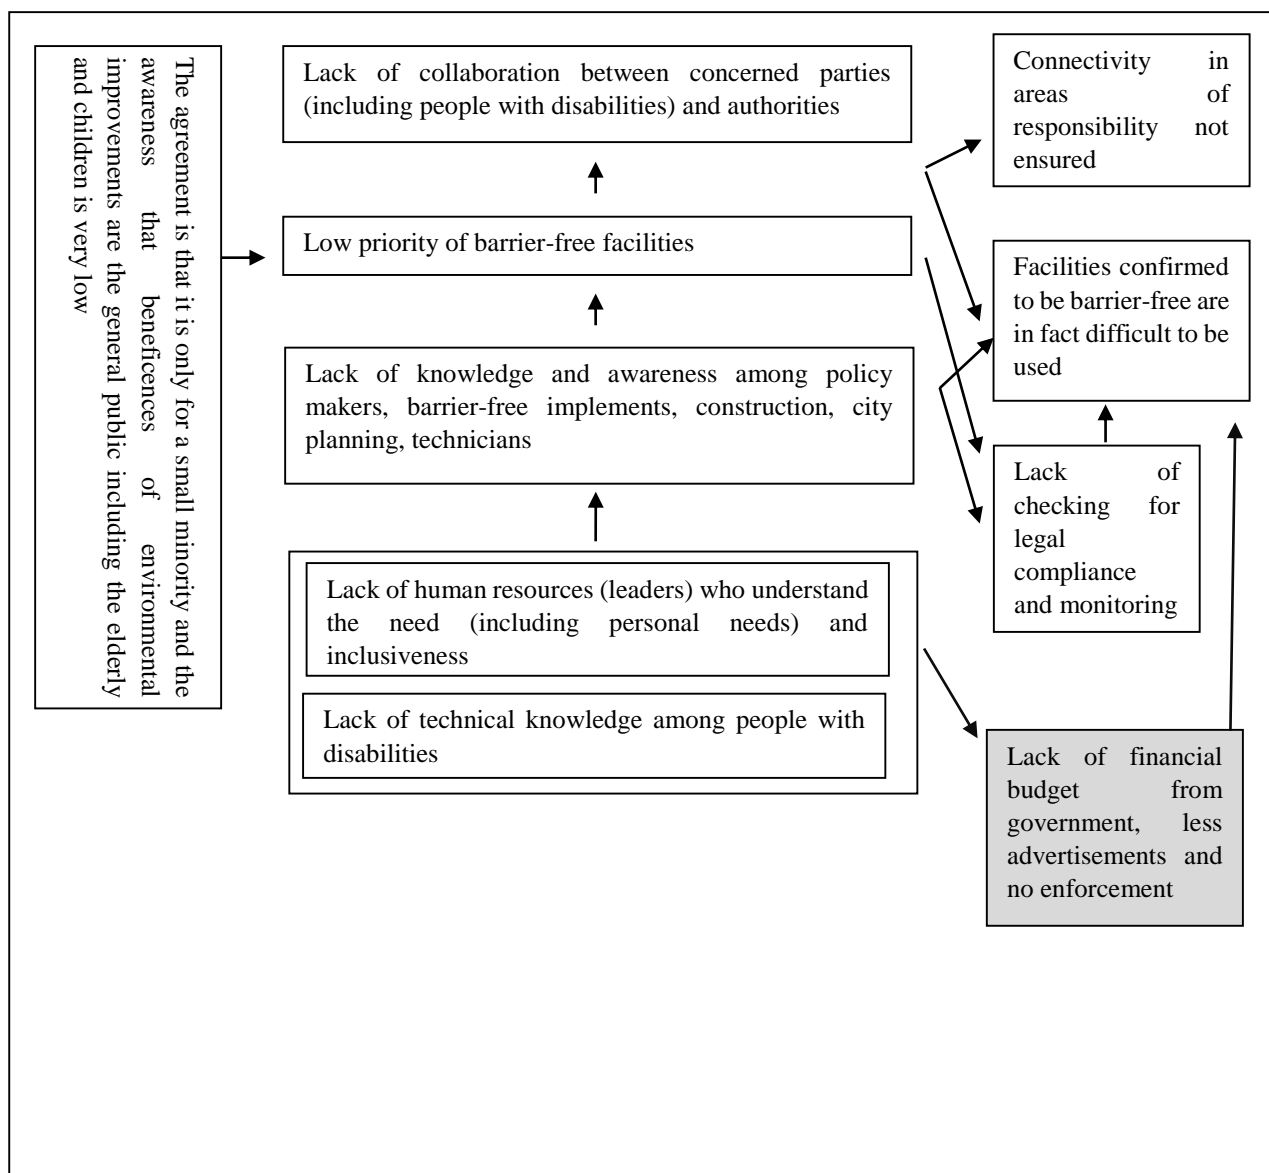 The agreement is that it is only for a small minority and the
awareness that beneficences of environmental
improvements are the general public including the elderly
and children is very low
Lack of collaboration between concerned parties
(including people with disabilities) and authorities
Low priority of barrier-free facilities
Lack of knowledge and awareness among policy
makers, barrier-free implements, construction, city
planning, technicians
Lack of human resources (leaders) who understand
the need (including personal needs) and
inclusiveness
Lack of technical knowledge among people with
disabilities
Connectivity in
areas of
responsibility not
ensured
Facilities confirmed
to be barrier-free are
in fact difficult to be
used
Lack of
checking for
legal
compliance
and monitoring
Lack of financial
budget from
government, less
advertisements and
no enforcement